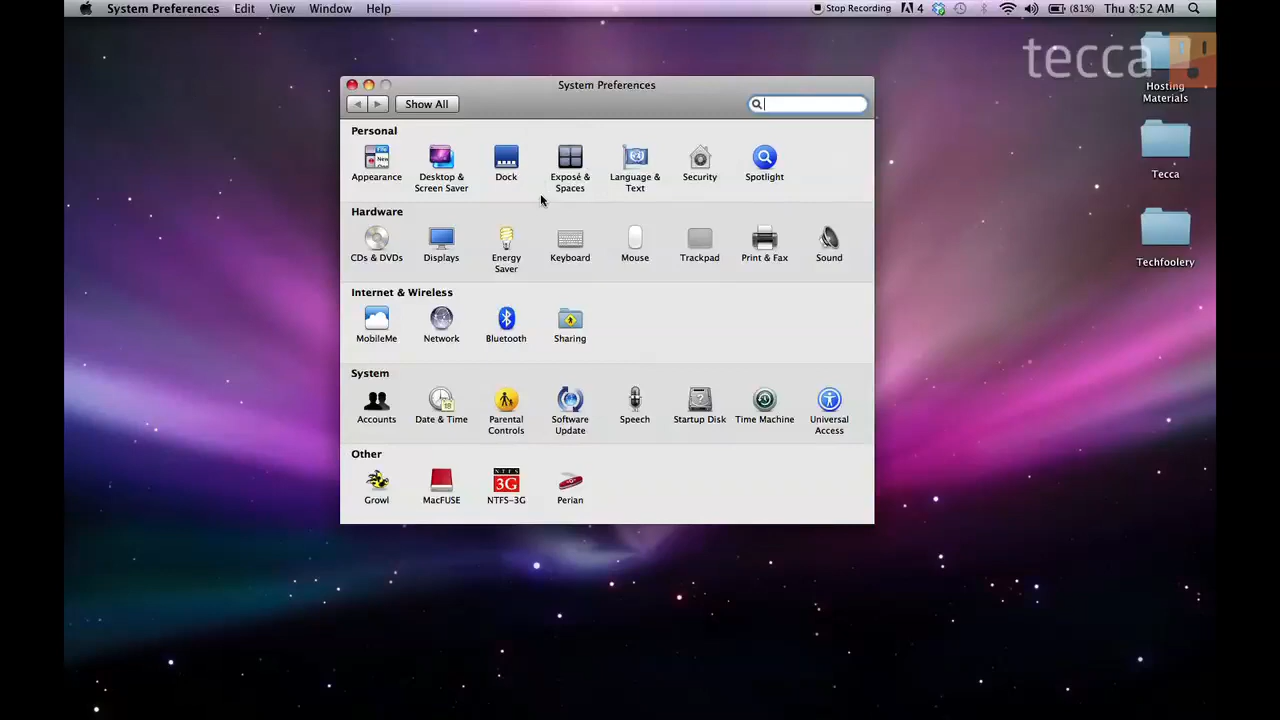 System Preferences Edit View Window Help
Stop Recording 4 (81%) Thu 8:52 AM
tecca
Hosting
Materials
Tecca
Techfoolery
System Preferences
Show All
Personal
Appearance
Desktop &
Screen Saver
Dock
Exposé &
Spaces
Language &
Text
Security
Spotlight
Hardware
CDs & DVDs
Displays
Energy
Saver
Keyboard
Mouse
Trackpad
Print & Fax
Sound
Internet & Wireless
MobileMe
Network
Bluetooth
Sharing
System
Accounts
Date & Time
Parental
Controls
Software
Update
Speech
Startup Disk
Time Machine
Universal
Access
Other
Growl
MacFUSE
NTFS
3G
NTFS-3G
Perian